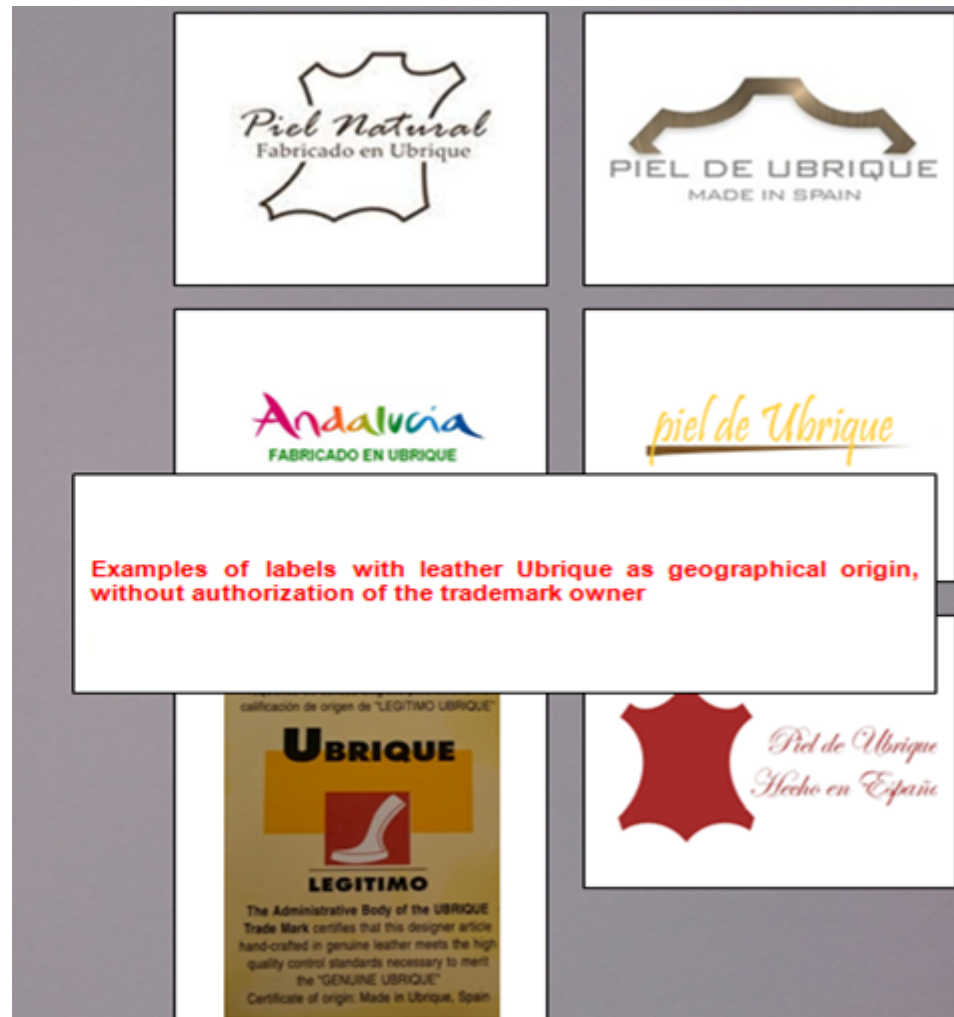 Piel Natural
Fabricado en Ubrique
PIEL DE UBRIQUE
MADE IN SPAIN
Andalucía
FABRICADO EN UBRIQUE
piel de Ubrique
Examples of labels with leather Ubrique as geographical origin,
without authorization of the trademark owner
calificación de origen de "LEGITIMO UBRIQUE"
UBRIQUE
LEGITIMO
The Administrative Body of the UBRIQUE
Trade Mark certifies that this designer article
hand-crafted in genuine leather meets the high
quality control standards necessary to merit
the "GENUINE UBRIQUE"
Certificate of origin: Made in Ubrique, Spain
Piel de Ubrique
Hecho en España